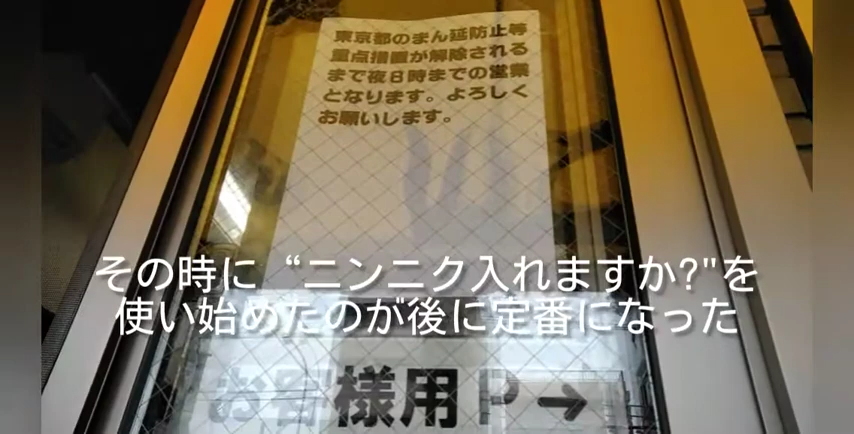 東京都のまん延防止等
重点措置が解除される
まで夜8時までの営業
となります。よろしく
お願いします。
その時に“ニンニク入れますか?"を
使い始めたのが後に定番になった
お客様用P→